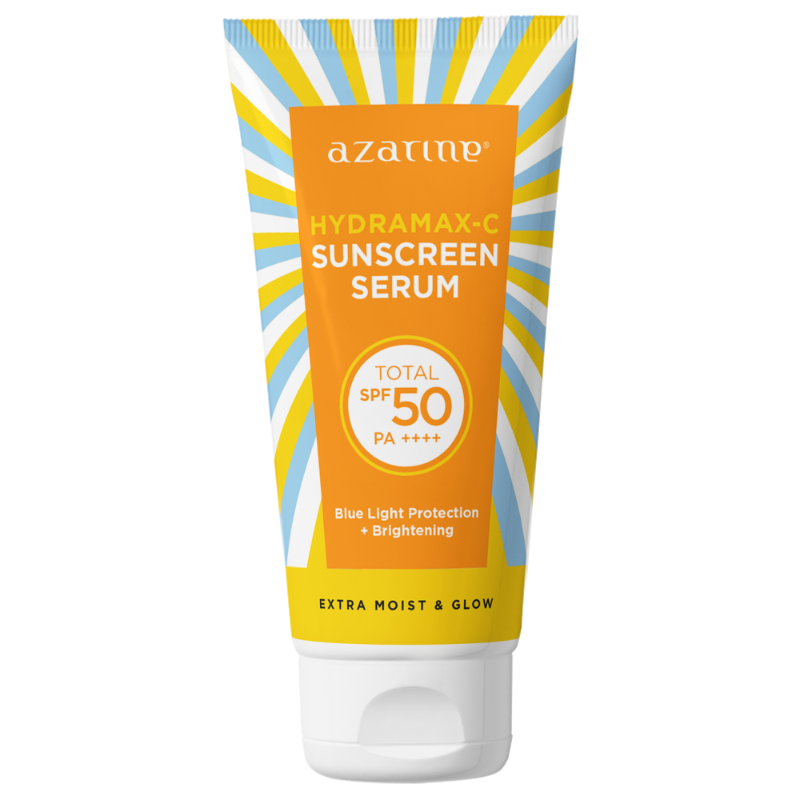 azarine®
HYDRAMAX-C
SUNSCREEN
SERUM
TOTAL
SPF 50
PA ++++
Blue Light Protection
+ Brightening
EXTRA MOIST & GLOW